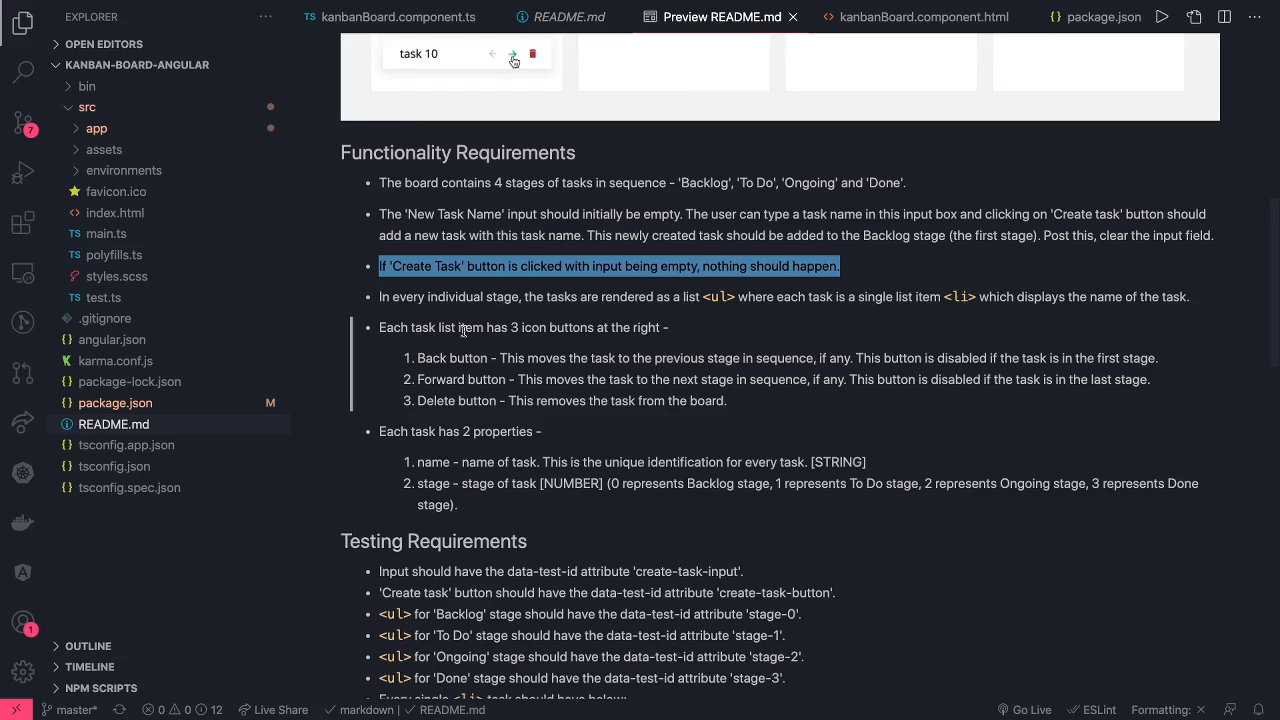 EXPLORER
kanbanBoard.component.ts
README.md
Preview README.md
kanbanBoard.component.html
package.json
OPEN EDITORS
KANBAN-BOARD-ANGULAR
bin
src
app
assets
environments
favicon.ico
index.html
TS main.ts
TS polyfills.ts
styles.scss
TS test.ts
.gitignore
{} angular.json
karma.conf.js
{} package-lock.json
{} package.json M
README.md
{} tsconfig.app.json
{} tsconfig.json
{} tsconfig.spec.json
OUTLINE
TIMELINE
NPM SCRIPTS
7
1
task 10
Functionality Requirements
• The board contains 4 stages of tasks in sequence - 'Backlog', 'To Do', 'Ongoing' and 'Done'.
• The 'New Task Name' input should initially be empty. The user can type a task name in this input box and clicking on 'Create task' button should
add a new task with this task name. This newly created task should be added to the Backlog stage (the first stage). Post this, clear the input field.
• If 'Create Task' button is clicked with input being empty, nothing should happen.
• In every individual stage, the tasks are rendered as a list <ul> where each task is a single list item <li> which displays the name of the task.
• Each task list item has 3 icon buttons at the right -
1. Back button - This moves the task to the previous stage in sequence, if any. This button is disabled if the task is in the first stage.
2. Forward button - This moves the task to the next stage in sequence, if any. This button is disabled if the task is in the last stage.
3. Delete button - This removes the task from the board.
• Each task has 2 properties -
1. name - name of task. This is the unique identification for every task. [STRING]
2. stage - stage of task [NUMBER] (0 represents Backlog stage, 1 represents To Do stage, 2 represents Ongoing stage, 3 represents Done
stage).
Testing Requirements
• Input should have the data-test-id attribute 'create-task-input'.
• 'Create task' button should have the data-test-id attribute 'create-task-button'.
• <ul> for 'Backlog' stage should have the data-test-id attribute 'stage-0'.
• <ul> for 'To Do' stage should have the data-test-id attribute 'stage-1'.
• <ul> for 'Ongoing' stage should have the data-test-id attribute 'stage-2'.
• <ul> for 'Done' stage should have the data-test-id attribute 'stage-3'.
• Every single <li> task should have below:
master* 0 0 12 Live Share markdown | README.md Go Live ESLint Formatting: ×